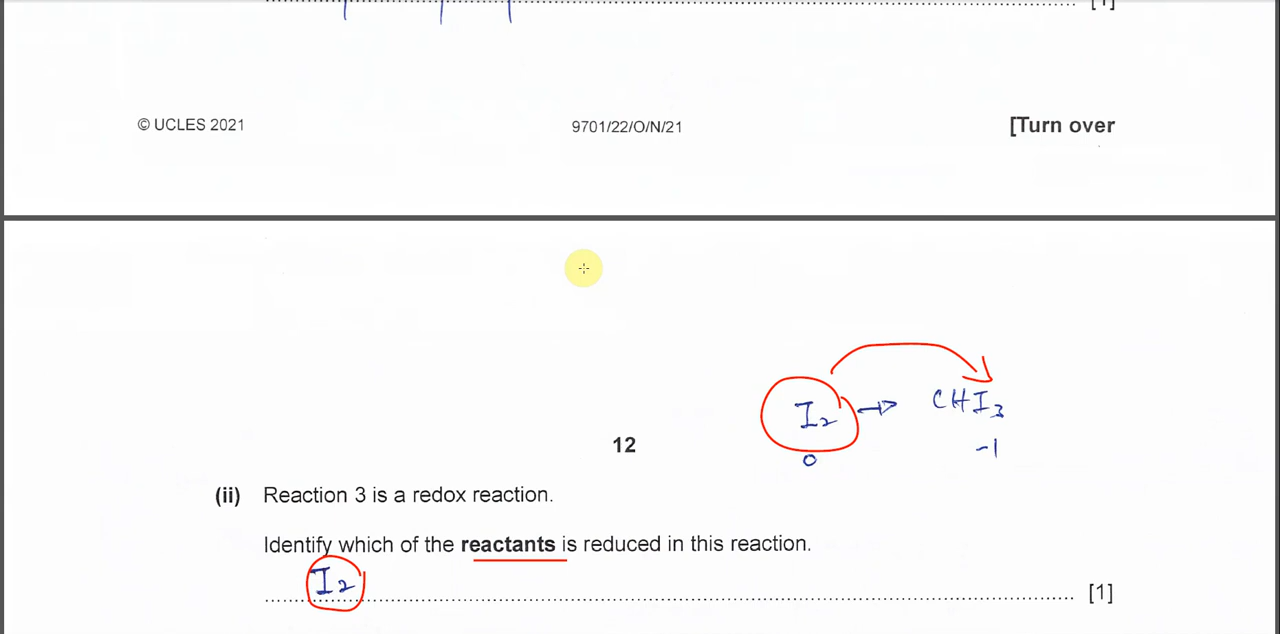 [1]
© UCLES 2021
9701/22/O/N/21
[Turn over
I₂ → CHI₃
0 -1
12
(ii) Reaction 3 is a redox reaction.
Identify which of the reactants is reduced in this reaction.
I₂
[1]